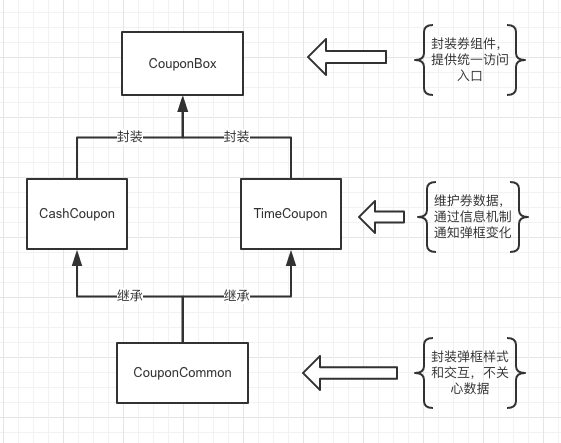 CouponBox
封装券组件，
提供统一访问
入口
封装
封装
CashCoupon
TimeCoupon
维护券数据，
通过信息机制
通知弹框变化
继承
继承
CouponCommon
封装弹框样式
和交互，不关
心数据